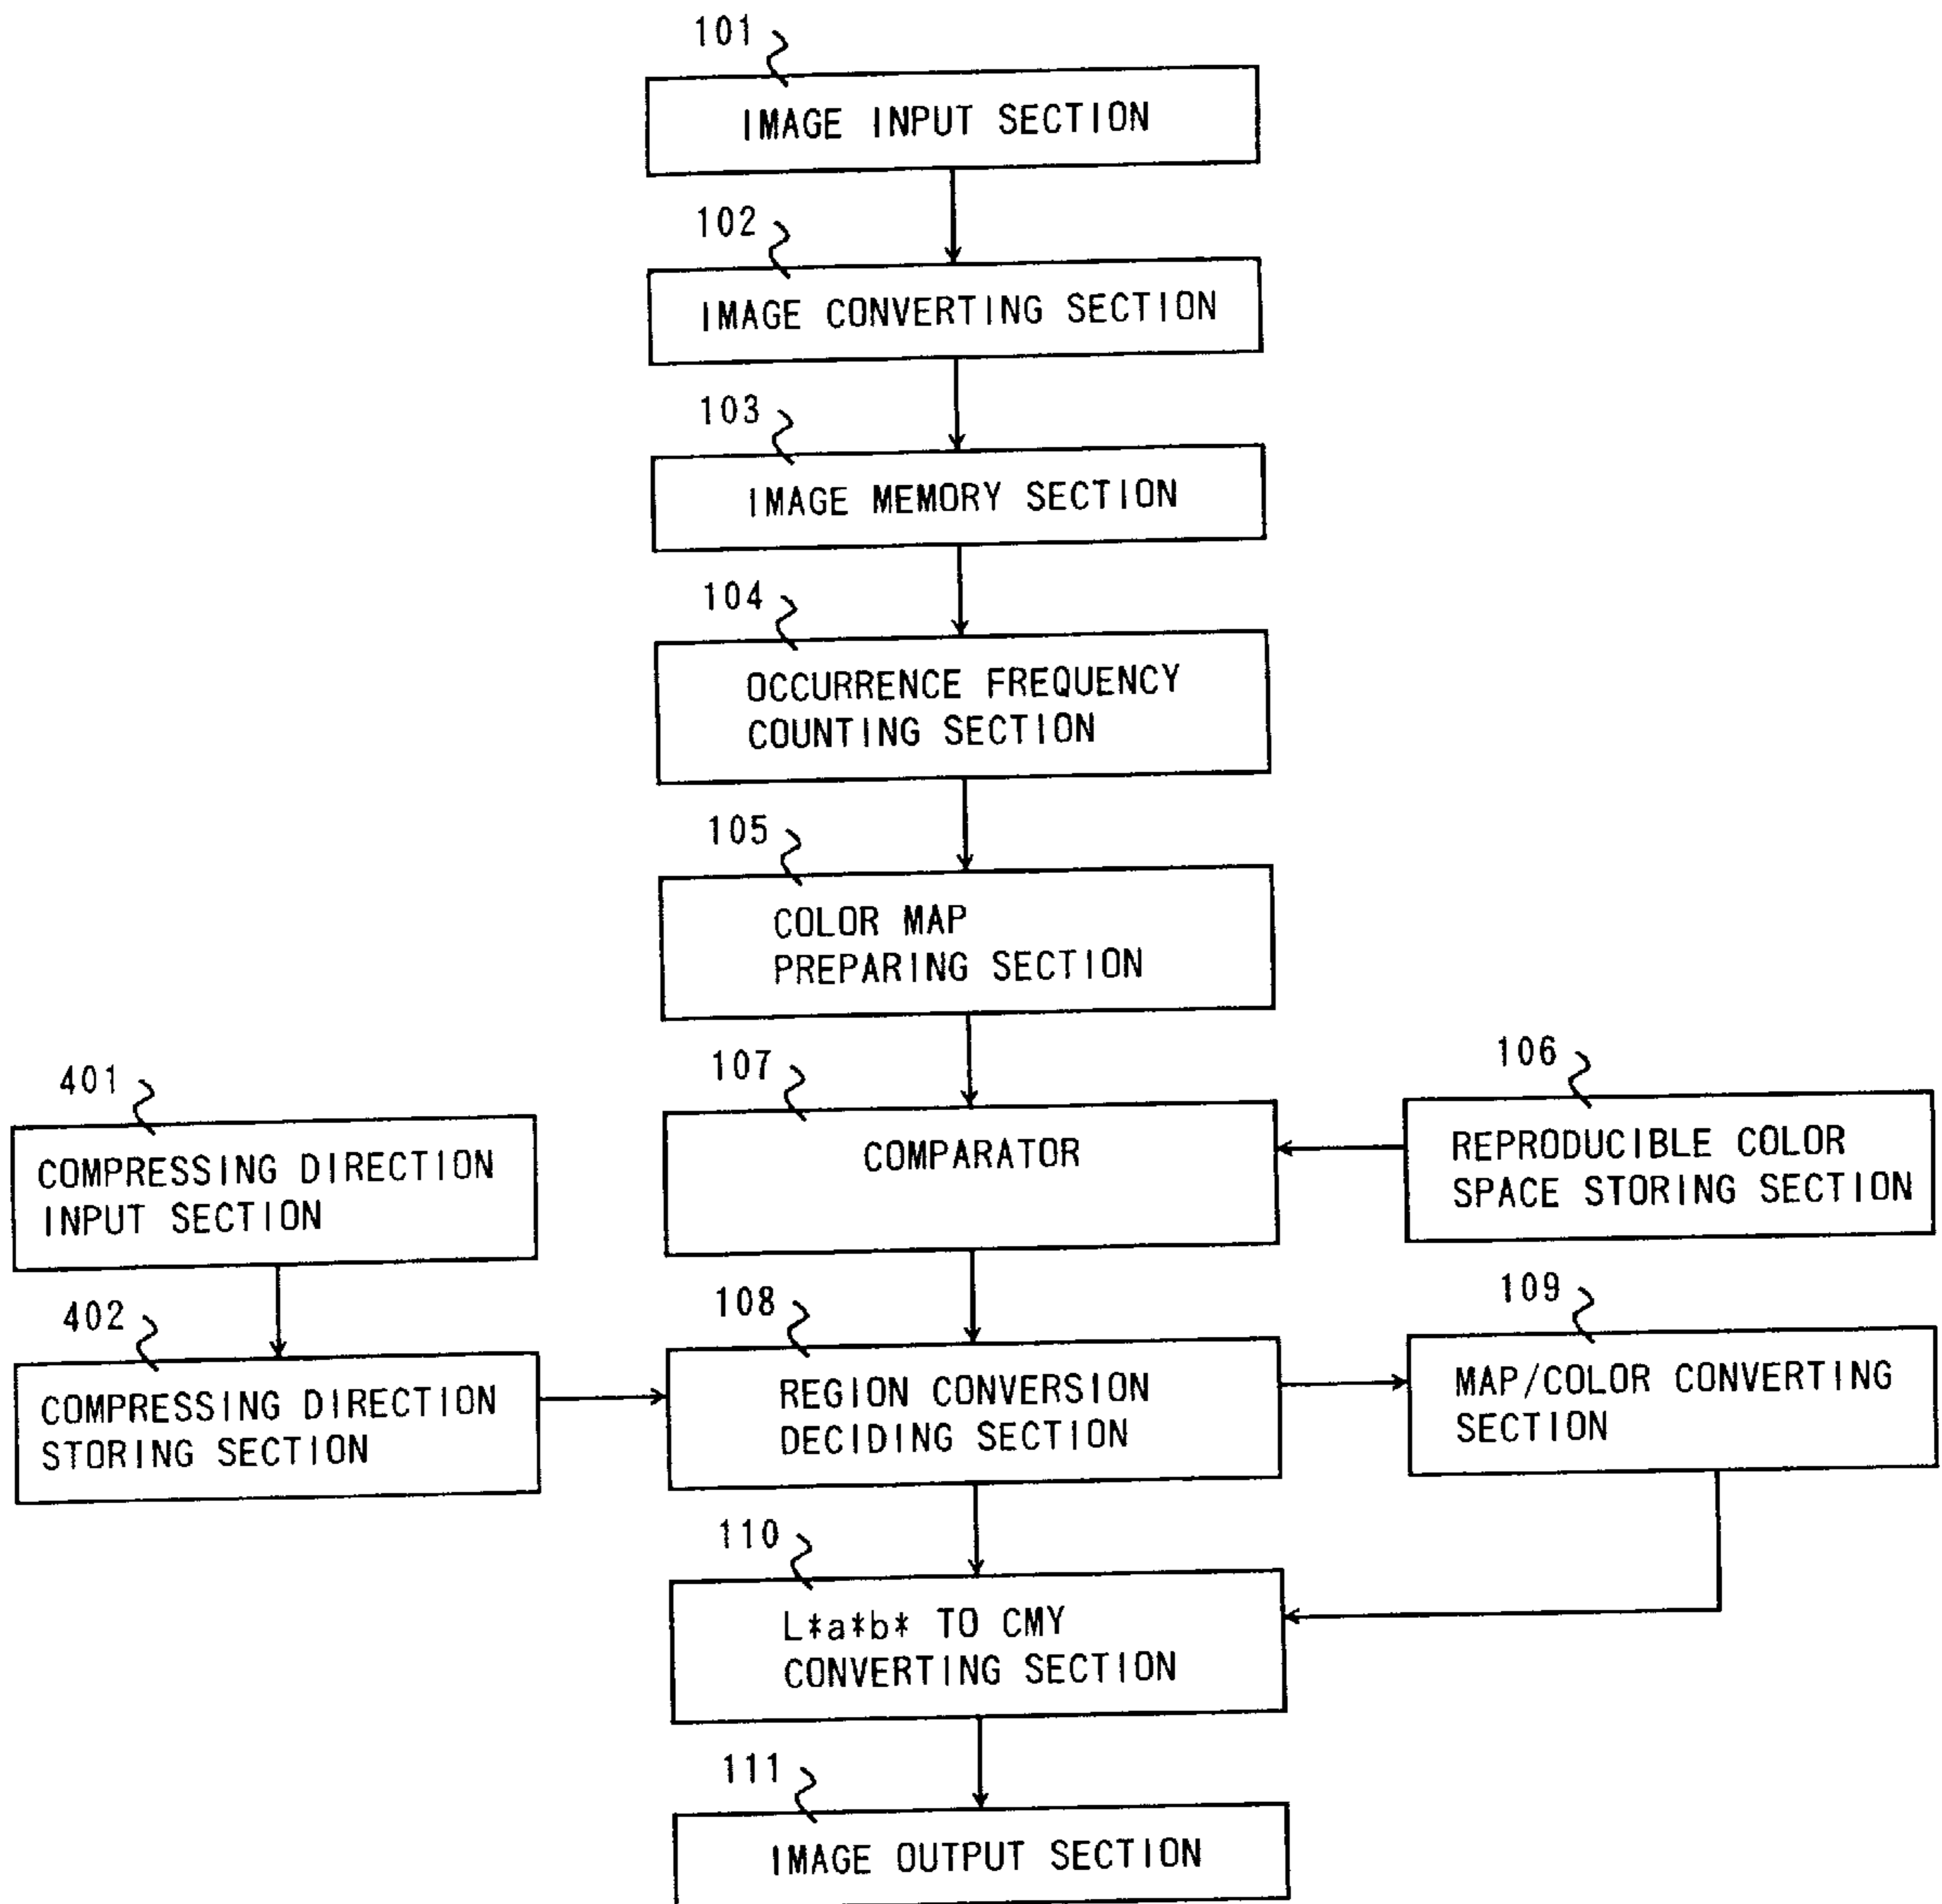 101
IMAGE INPUT SECTION
102
IMAGE CONVERTING SECTION
103
IMAGE MEMORY SECTION
104
OCCURRENCE FREQUENCY
COUNTING SECTION
105
COLOR MAP
PREPARING SECTION
401
COMPRESSING DIRECTION
INPUT SECTION
107
COMPARATOR
106
REPRODUCIBLE COLOR
SPACE STORING SECTION
402
COMPRESSING DIRECTION
STORING SECTION
108
REGION CONVERSION
DECIDING SECTION
109
MAP/COLOR CONVERTING
SECTION
110
L*a*b* TO CMY
CONVERTING SECTION
111
IMAGE OUTPUT SECTION